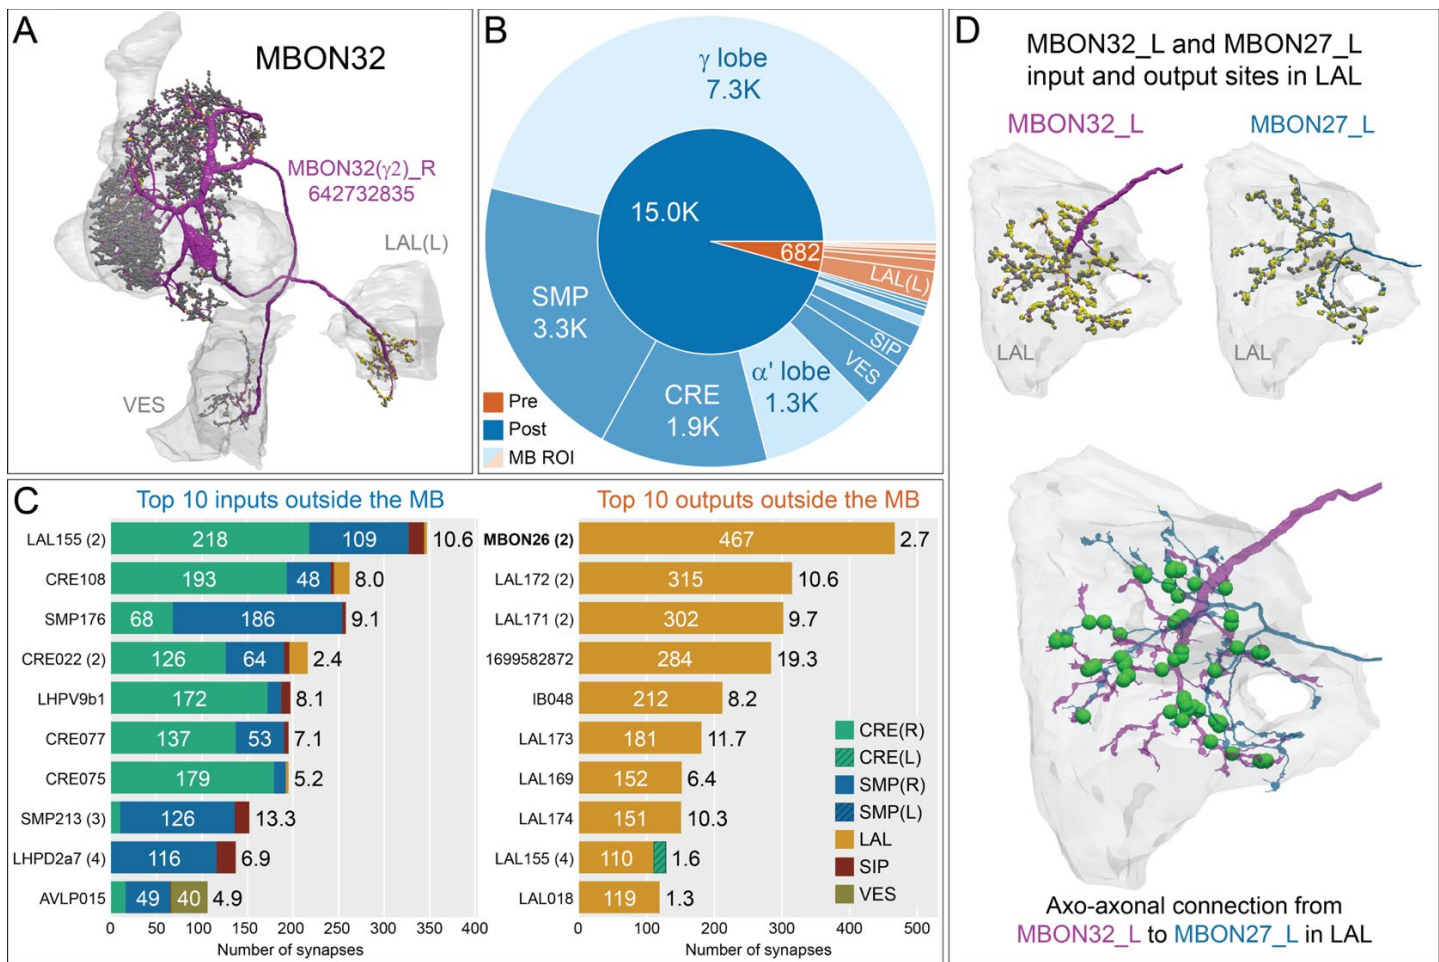 A
MBON32
MBON32(γ2)_R
642732835
LAL(L)
VES
B
γ lobe
7.3K
15.0K
682
LAL(L)
SMP
3.3K
SIP
VES
α' lobe
1.3K
CRE
1.9K
Pre
Post
MB ROI
C
Top 10 inputs outside the MB
LAL155 (2) 218 109 10.6
CRE108 193 48 8.0
SMP176 68 186 9.1
CRE022 (2) 126 64 2.4
LHPV9b1 172 8.1
CRE077 137 53 7.1
CRE075 179 5.2
SMP213 (3) 126 13.3
LHPD2a7 (4) 116 6.9
AVLP015 49 40 4.9
0 50 100 150 200 250 300 350 400
Number of synapses
Top 10 outputs outside the MB
MBON26 (2) 467 2.7
LAL172 (2) 315 10.6
LAL171 (2) 302 9.7
1699582872 284 19.3
IB048 212 8.2
LAL173 181 11.7
LAL169 152 6.4
LAL174 151 10.3
LAL155 (4) 110 1.6
LAL018 119 1.3
0 100 200 300 400 500
Number of synapses
CRE(R)
CRE(L)
SMP(R)
SMP(L)
LAL
SIP
VES
D
MBON32_L and MBON27_L
input and output sites in LAL
MBON32_L
MBON27_L
LAL
LAL
Axo-axonal connection from
MBON32_L to MBON27_L in LAL